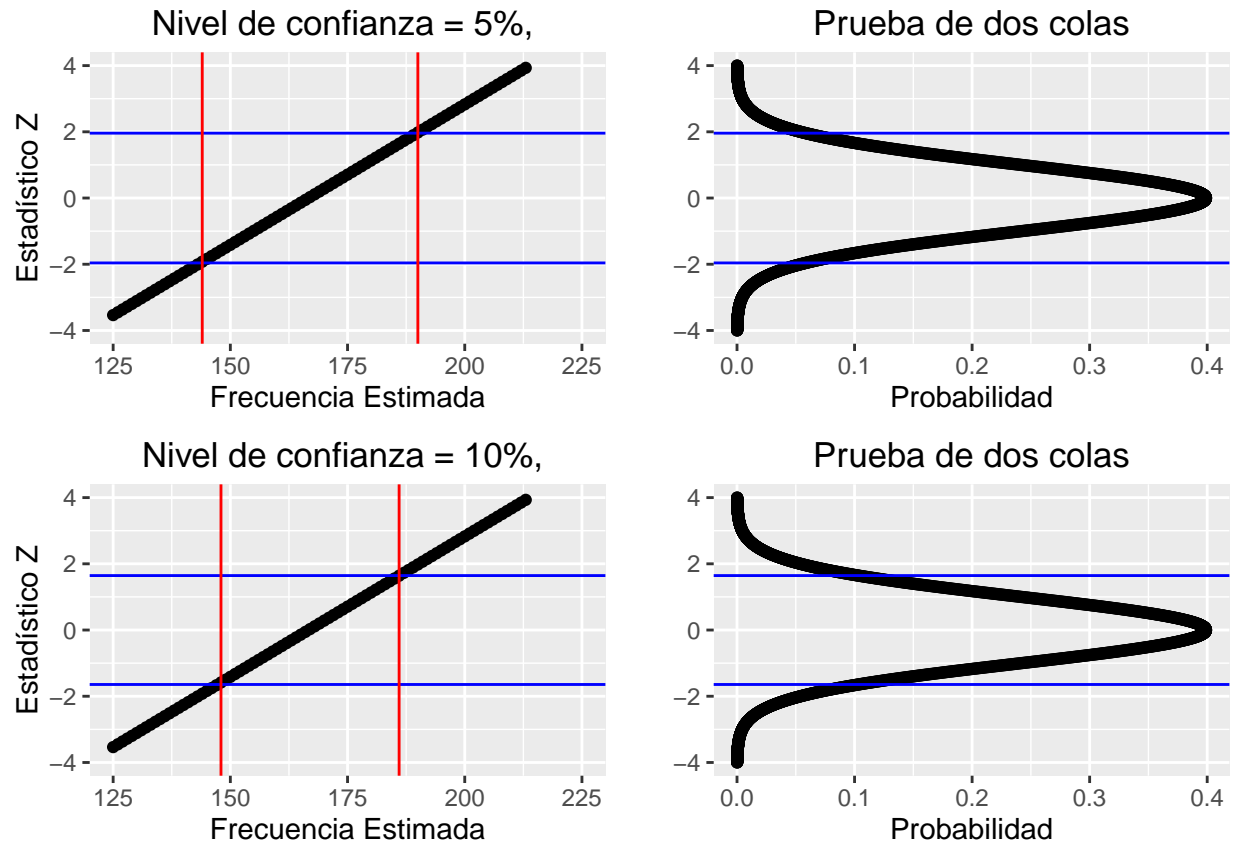 Nivel de confianza = 5%,
Estadístico Z
4
2
0
−2
−4
125 150 175 200 225
Frecuencia Estimada
Prueba de dos colas
4
2
0
−2
−4
0.0 0.1 0.2 0.3 0.4
Probabilidad
Nivel de confianza = 10%,
Estadístico Z
4
2
0
−2
−4
125 150 175 200 225
Frecuencia Estimada
Prueba de dos colas
4
2
0
−2
−4
0.0 0.1 0.2 0.3 0.4
Probabilidad